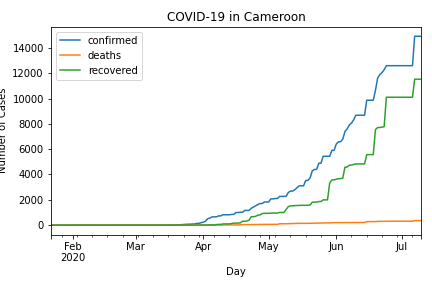 COVID-19 in Cameroon
confirmed
deaths
recovered
14000
12000
10000
8000
6000
4000
2000
0
Number of Cases
Feb
2020
Mar
Apr
May
Jun
Jul
Day